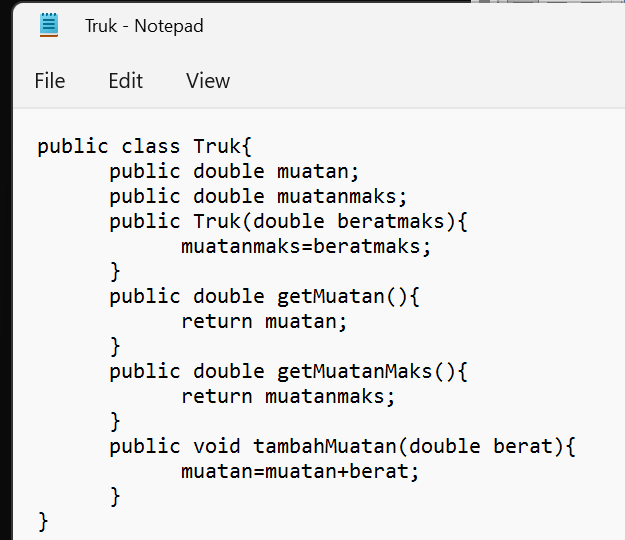 Truk - Notepad
File Edit View
public class Truk{
public double muatan;
public double muatanmaks;
public Truk(double beratmaks){
muatanmaks=beratmaks;
}
public double getMuatan(){
return muatan;
}
public double getMuatanMaks(){
return muatanmaks;
}
public void tambahMuatan(double berat){
muatan=muatan+berat;
}
}